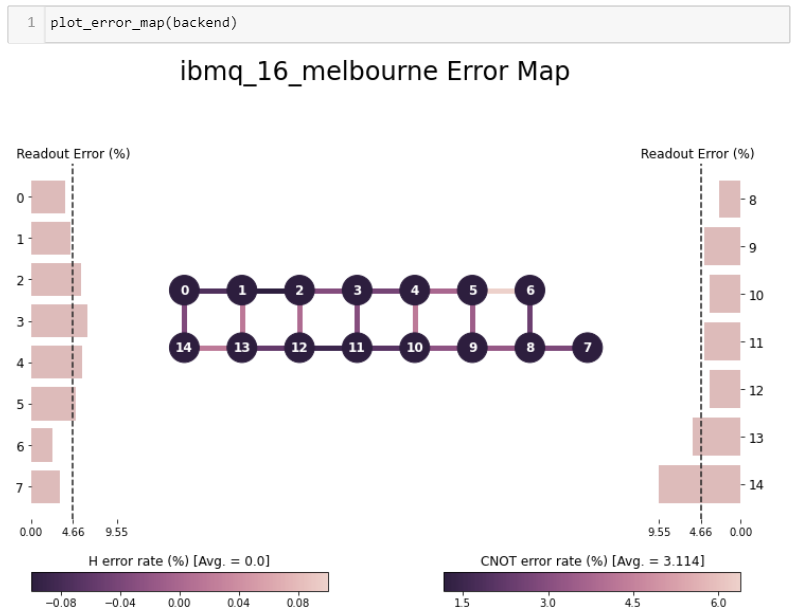 1 plot_error_map(backend)
ibmq_16_melbourne Error Map
Readout Error (%)
Readout Error (%)
0
1
2
3
4
5
6
7
0.00 4.66 9.55
0 1 2 3 4 5 6
14 13 12 11 10 9 8 7
8
9
10
11
12
13
14
9.55 4.66 0.00
H error rate (%) [Avg. = 0.0]
−0.08 −0.04 0.00 0.04 0.08
CNOT error rate (%) [Avg. = 3.114]
1.5 3.0 4.5 6.0